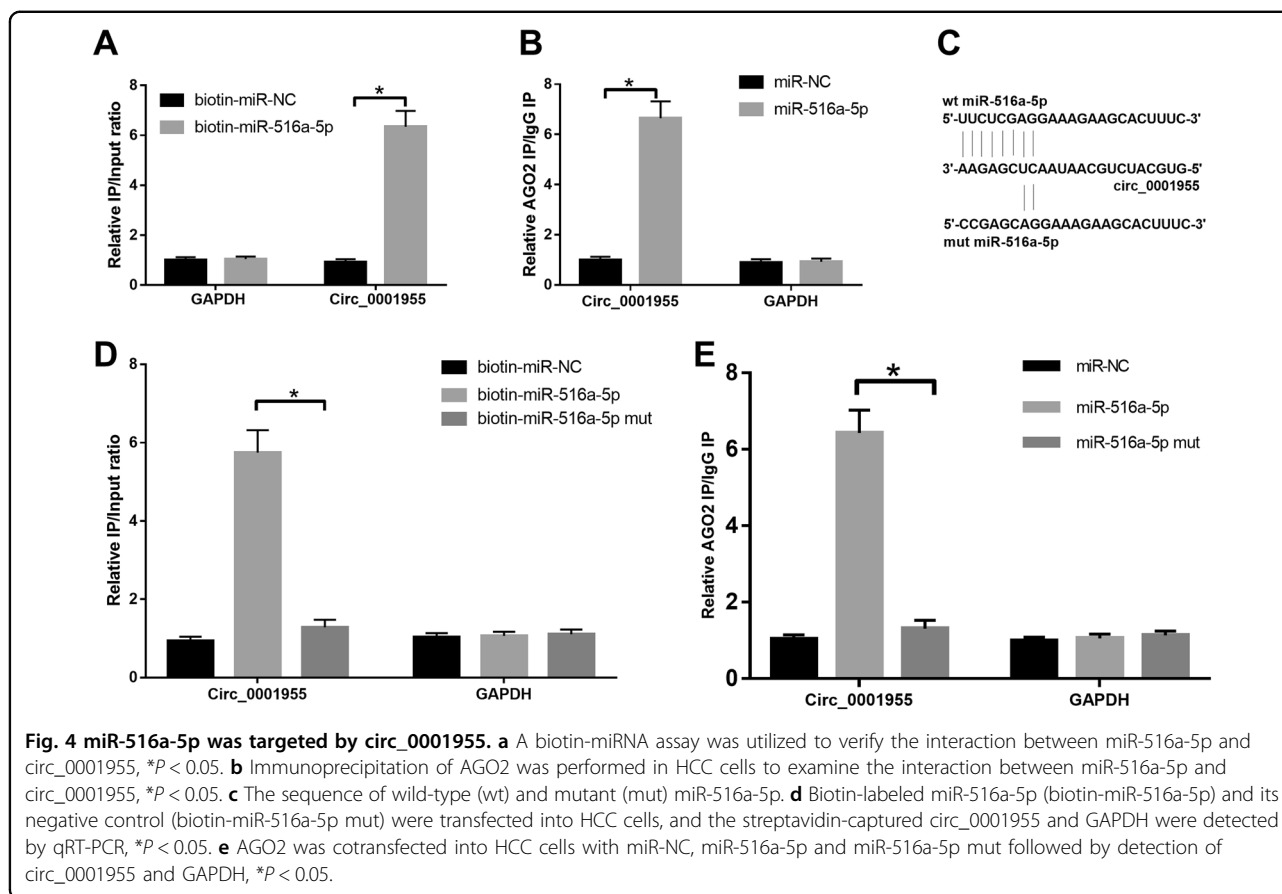 A
Relative IP/Input ratio
8
6
4
2
0
biotin-miR-NC
biotin-miR-516a-5p
*
GAPDH
Circ_0001955
B
Relative AGO2 IP/IgG IP
8
6
4
2
0
miR-NC
miR-516a-5p
*
Circ_0001955
GAPDH
C
wt miR-516a-5p
5'-UUCUCGAGGAAAGAAGCACUUUC-3'
3'-AAGAGCUCAAUAACGUCUACGUG-5'
circ_0001955
5'-CCGAGCAGGAAAGAAGCACUUUC-3'
mut miR-516a-5p
D
Relative IP/Input ratio
8
6
4
2
0
biotin-miR-NC
biotin-miR-516a-5p
biotin-miR-516a-5p mut
*
Circ_0001955
GAPDH
E
Relative AGO2 IP/IgG IP
8
6
4
2
0
miR-NC
miR-516a-5p
miR-516a-5p mut
*
Circ_0001955
GAPDH
Fig. 4 miR-516a-5p was targeted by circ_0001955. a A biotin-miRNA assay was utilized to verify the interaction between miR-516a-5p and
circ_0001955, *P < 0.05. b Immunoprecipitation of AGO2 was performed in HCC cells to examine the interaction between miR-516a-5p and
circ_0001955, *P < 0.05. c The sequence of wild-type (wt) and mutant (mut) miR-516a-5p. d Biotin-labeled miR-516a-5p (biotin-miR-516a-5p) and its
negative control (biotin-miR-516a-5p mut) were transfected into HCC cells, and the streptavidin-captured circ_0001955 and GAPDH were detected
by qRT-PCR, *P < 0.05. e AGO2 was cotransfected into HCC cells with miR-NC, miR-516a-5p and miR-516a-5p mut followed by detection of
circ_0001955 and GAPDH, *P < 0.05.